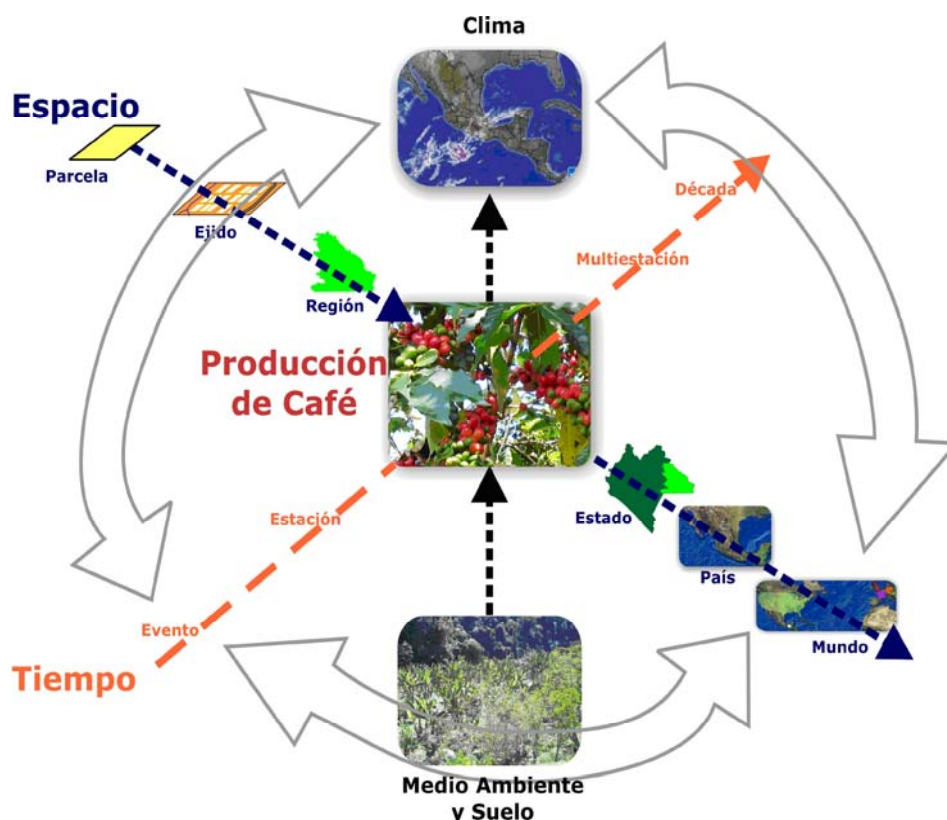 Clima
Espacio
Parcela
Década
Ejido
Multiestación
Región
Producción
de Café
Estación
Estado
País
Evento
Mundo
Tiempo
Medio Ambiente
y Suelo